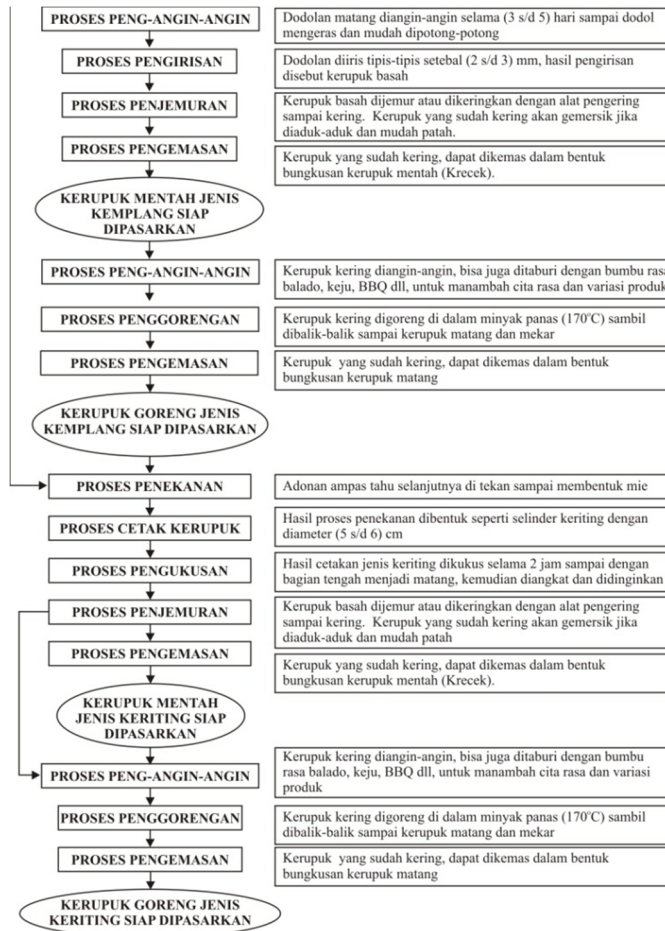 PROSES PENG-ANGIN-ANGIN
Dodolan matang diangin-angin selama (3 s/d 5) hari sampai dodol
mengeras dan mudah dipotong-potong
PROSES PENGIRISAN
Dodolan diiris tipis-tipis setebal (2 s/d 3) mm, hasil pengirisan
disebut kerupuk basah
PROSES PENJEMURAN
Kerupuk basah dijemur atau dikeringkan dengan alat pengering
sampai kering. Kerupuk yang sudah kering akan gemersik jika
diaduk-aduk dan mudah patah.
PROSES PENGEMASAN
Kerupuk yang sudah kering, dapat dikemas dalam bentuk
bungkusan kerupuk mentah (Krecek).
KERUPUK MENTAH JENIS
KEMPLANG SIAP
DIPASARKAN
PROSES PENG-ANGIN-ANGIN
Kerupuk kering diangin-angin, bisa juga ditaburi dengan bumbu rasa
balado, keju, BBQ dll, untuk manambah cita rasa dan variasi produk
PROSES PENGGORENGAN
Kerupuk kering digoreng di dalam minyak panas (170°C) sambil
dibalik-balik sampai kerupuk matang dan mekar
PROSES PENGEMASAN
Kerupuk yang sudah kering, dapat dikemas dalam bentuk
bungkusan kerupuk matang
KERUPUK GORENG JENIS
KEMPLANG SIAP DIPASARKAN
PROSES PENEKANAN
Adonan ampas tahu selanjutnya di tekan sampai membentuk mie
PROSES CETAK KERUPUK
Hasil proses penekanan dibentuk seperti selinder keriting dengan
diameter (5 s/d 6) cm
PROSES PENGUKUSAN
Hasil cetakan jenis keriting dikukus selama 2 jam sampai dengan
bagian tengah menjadi matang, kemudian diangkat dan didinginkan
PROSES PENJEMURAN
Kerupuk basah dijemur atau dikeringkan dengan alat pengering
sampai kering. Kerupuk yang sudah kering akan gemersik jika
diaduk-aduk dan mudah patah
PROSES PENGEMASAN
Kerupuk yang sudah kering, dapat dikemas dalam bentuk
bungkusan kerupuk mentah (Krecek).
KERUPUK MENTAH
JENIS KERITING SIAP
DIPASARKAN
PROSES PENG-ANGIN-ANGIN
Kerupuk kering diangin-angin, bisa juga ditaburi dengan bumbu
rasa balado, keju, BBQ dll, untuk manambah cita rasa dan variasi
produk
PROSES PENGGORENGAN
Kerupuk kering digoreng di dalam minyak panas (170°C) sambil
dibalik-balik sampai kerupuk matang dan mekar
PROSES PENGEMASAN
Kerupuk yang sudah kering, dapat dikemas dalam bentuk
bungkusan kerupuk matang
KERUPUK GORENG JENIS
KERITING SIAP DIPASARKAN